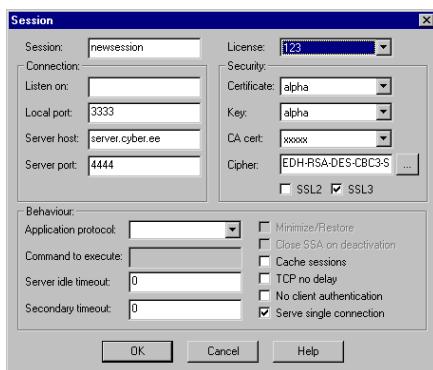 Session
Session: newsession License: 123
Connection: Security:
Listen on: Certificate: alpha
Local port: 3333 Key: alpha
Server host: server.cyber.ee CA cert: xxxxx
Server port: 4444 Cipher: EDH-RSA-DES-CBC3-S ...
SSL2 SSL3
Behaviour:
Application protocol: Minimize/Restore
Close SSA on deactivation
Command to execute: Cache sessions
Server idle timeout: 0 TCP no delay
No client authentication
Secondary timeout: 0 Serve single connection
OK Cancel Help